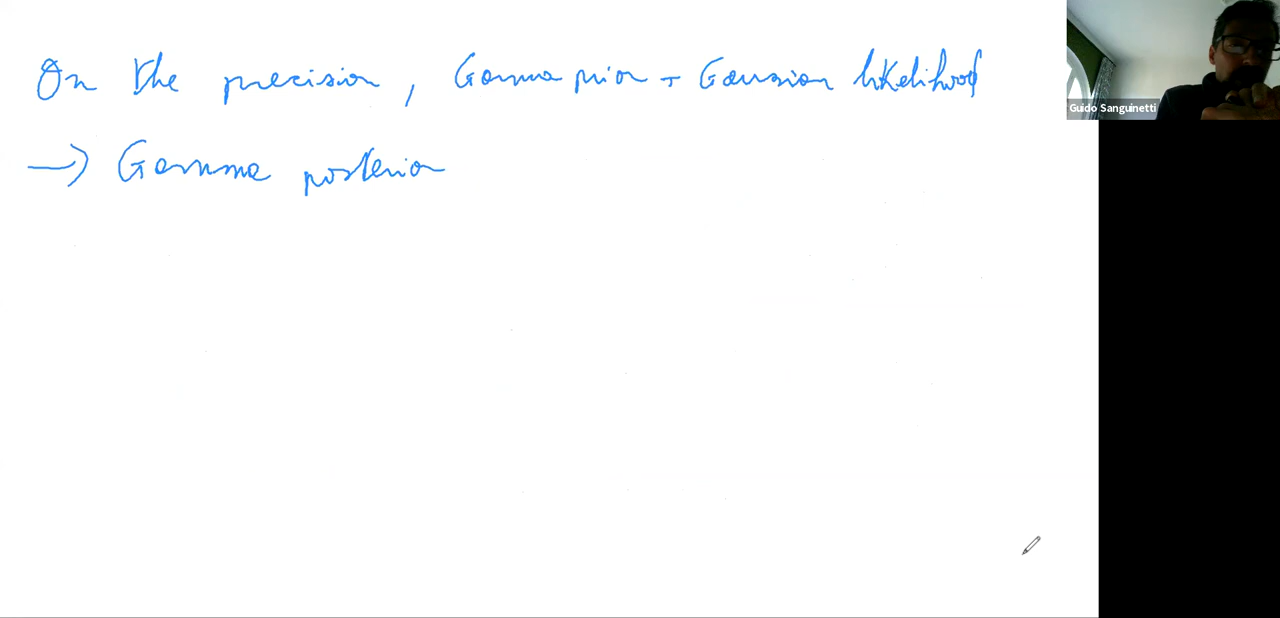 On the precision, Gamma prior + Gaussian likelihood
→ Gamma posterior
Guido Sanguinetti